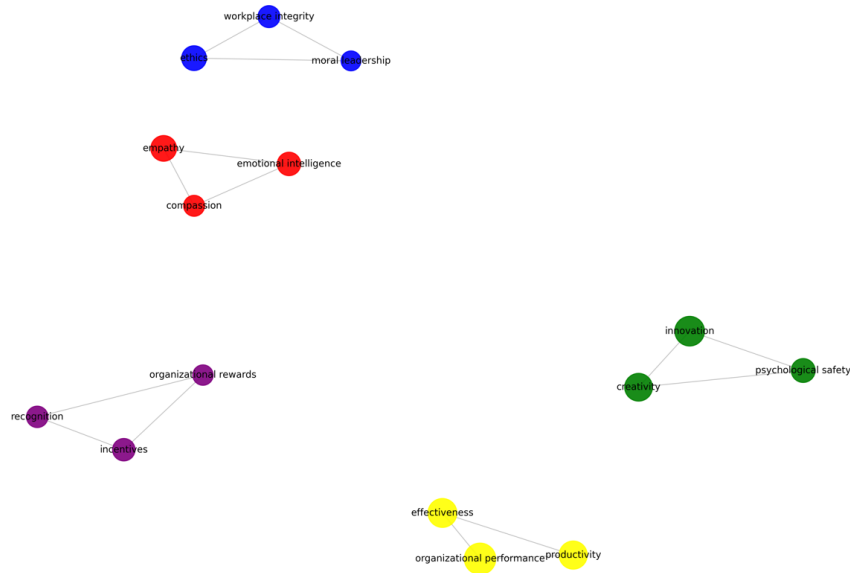 workplace integrity
ethics
moral leadership
empathy
emotional intelligence
compassion
innovation
psychological safety
creativity
organizational rewards
recognition
incentives
effectiveness
organizational performance
productivity